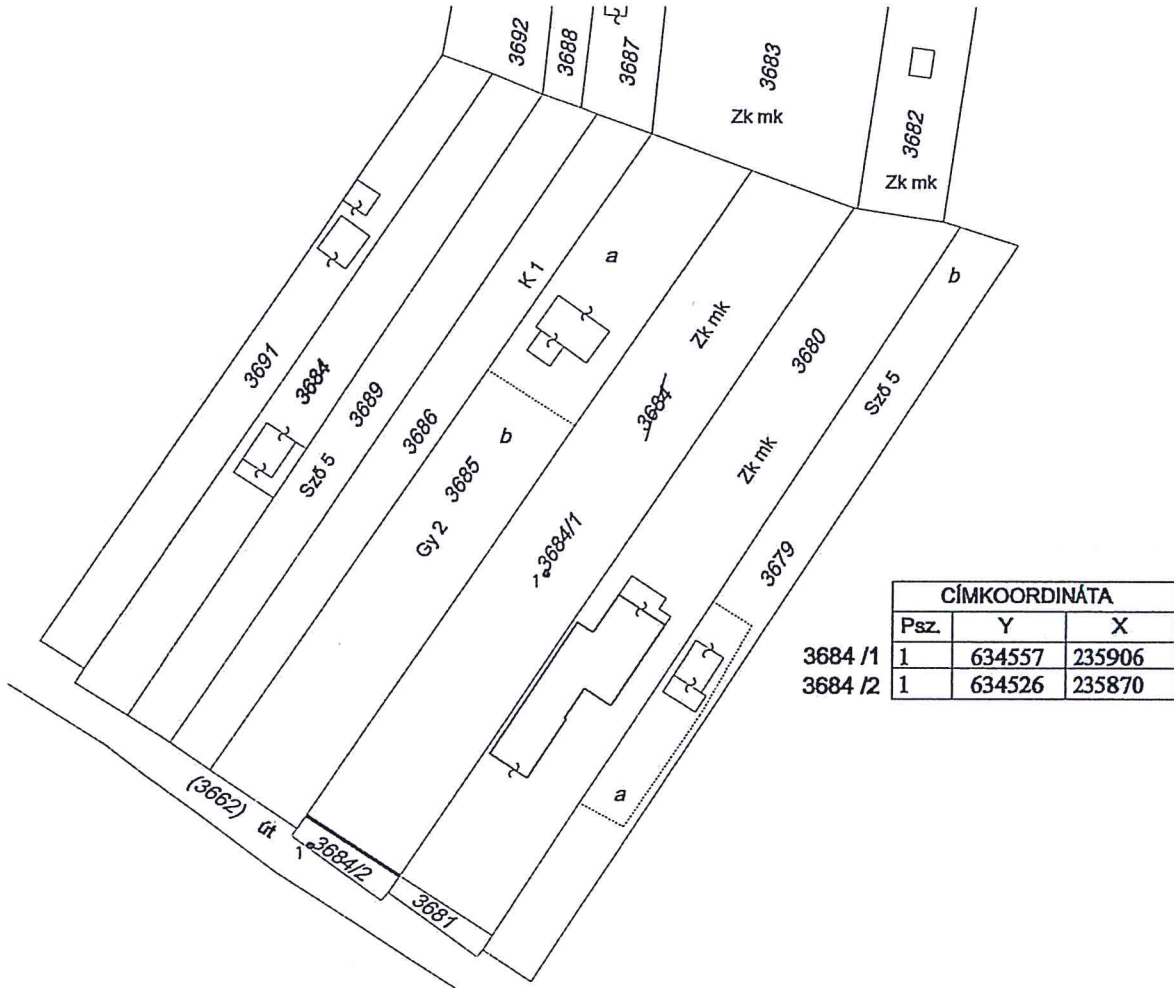 3692
3688
3687
3683
Zk mk
3682
Zk mk
a
b
K 1
Zk mk
3691
3684
3680
Sző 5
3689
3684
3686
b
Sző 5
3685
Zk mk
Gy 2
3684/1
1
3679
CÍMKOORDINÁTA
Psz. Y X
3684 /1 1 634557 235906
3684 /2 1 634526 235870
a
(3662) út
1
3684/2
3681